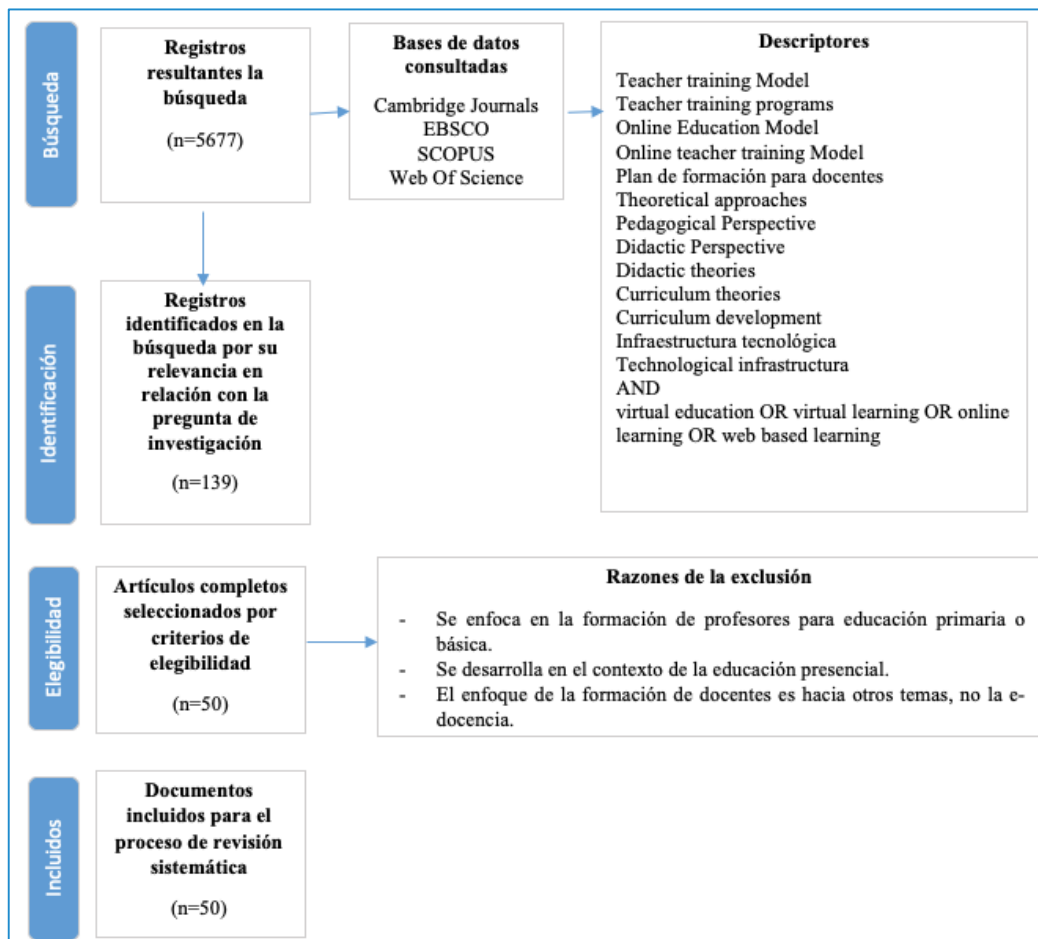 Búsqueda
Registros
resultantes la
búsqueda
(n=5677)
Bases de datos
consultadas
Cambridge Journals
EBSCO
SCOPUS
Web Of Science
Descriptores
Teacher training Model
Teacher training programs
Online Education Model
Online teacher training Model
Plan de formación para docentes
Theoretical approaches
Pedagogical Perspective
Didactic Perspective
Didactic theories
Curriculum theories
Curriculum development
Infraestructura tecnológica
Technological infrastructura
AND
virtual education OR virtual learning OR online
learning OR web based learning
Identificación
Registros
identificados en la
búsqueda por su
relevancia en
relación con la
pregunta de
investigación
(n=139)
Elegibilidad
Artículos completos
seleccionados por
criterios de
elegibilidad
(n=50)
Razones de la exclusión
- Se enfoca en la formación de profesores para educación primaria o
básica.
- Se desarrolla en el contexto de la educación presencial.
- El enfoque de la formación de docentes es hacia otros temas, no la e-
docencia.
Incluidos
Documentos
incluidos para el
proceso de revisión
sistemática
(n=50)